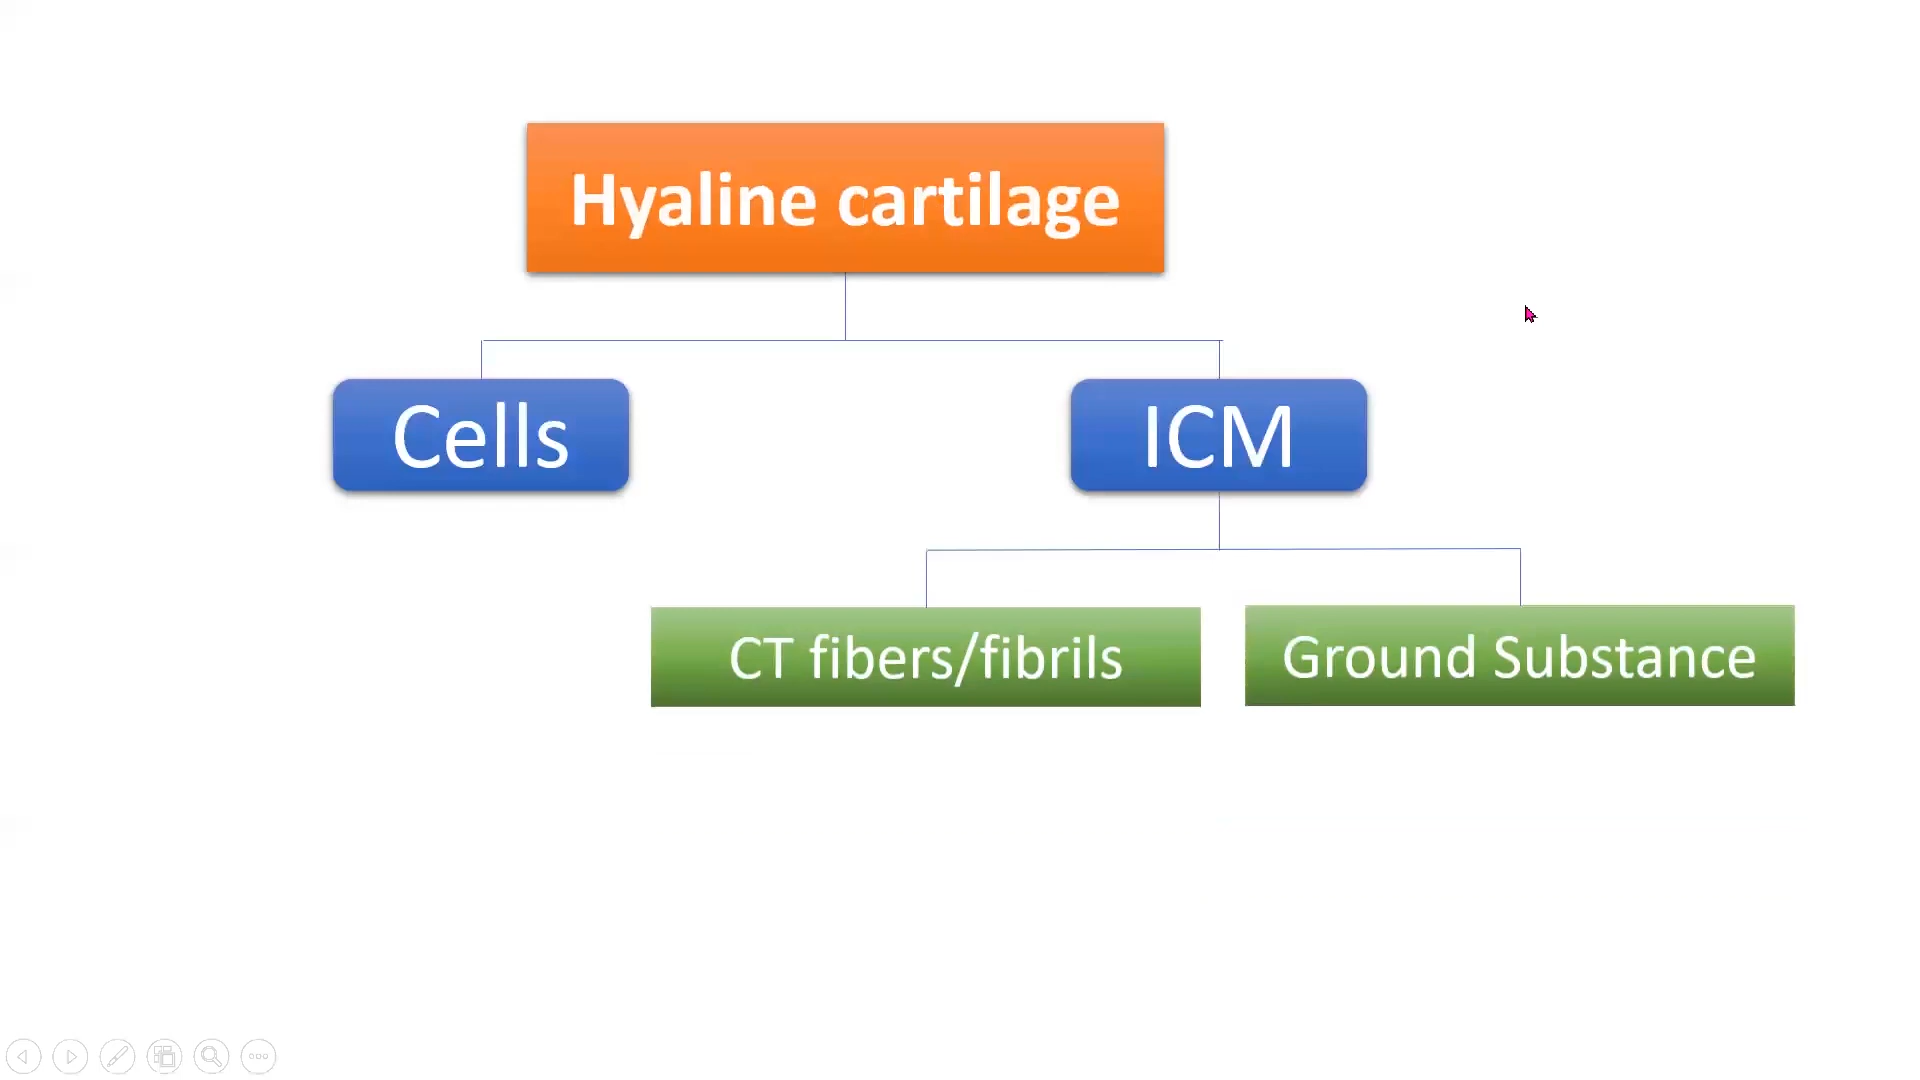 Hyaline cartilage
Cells
ICM
CT fibers/fibrils
Ground Substance